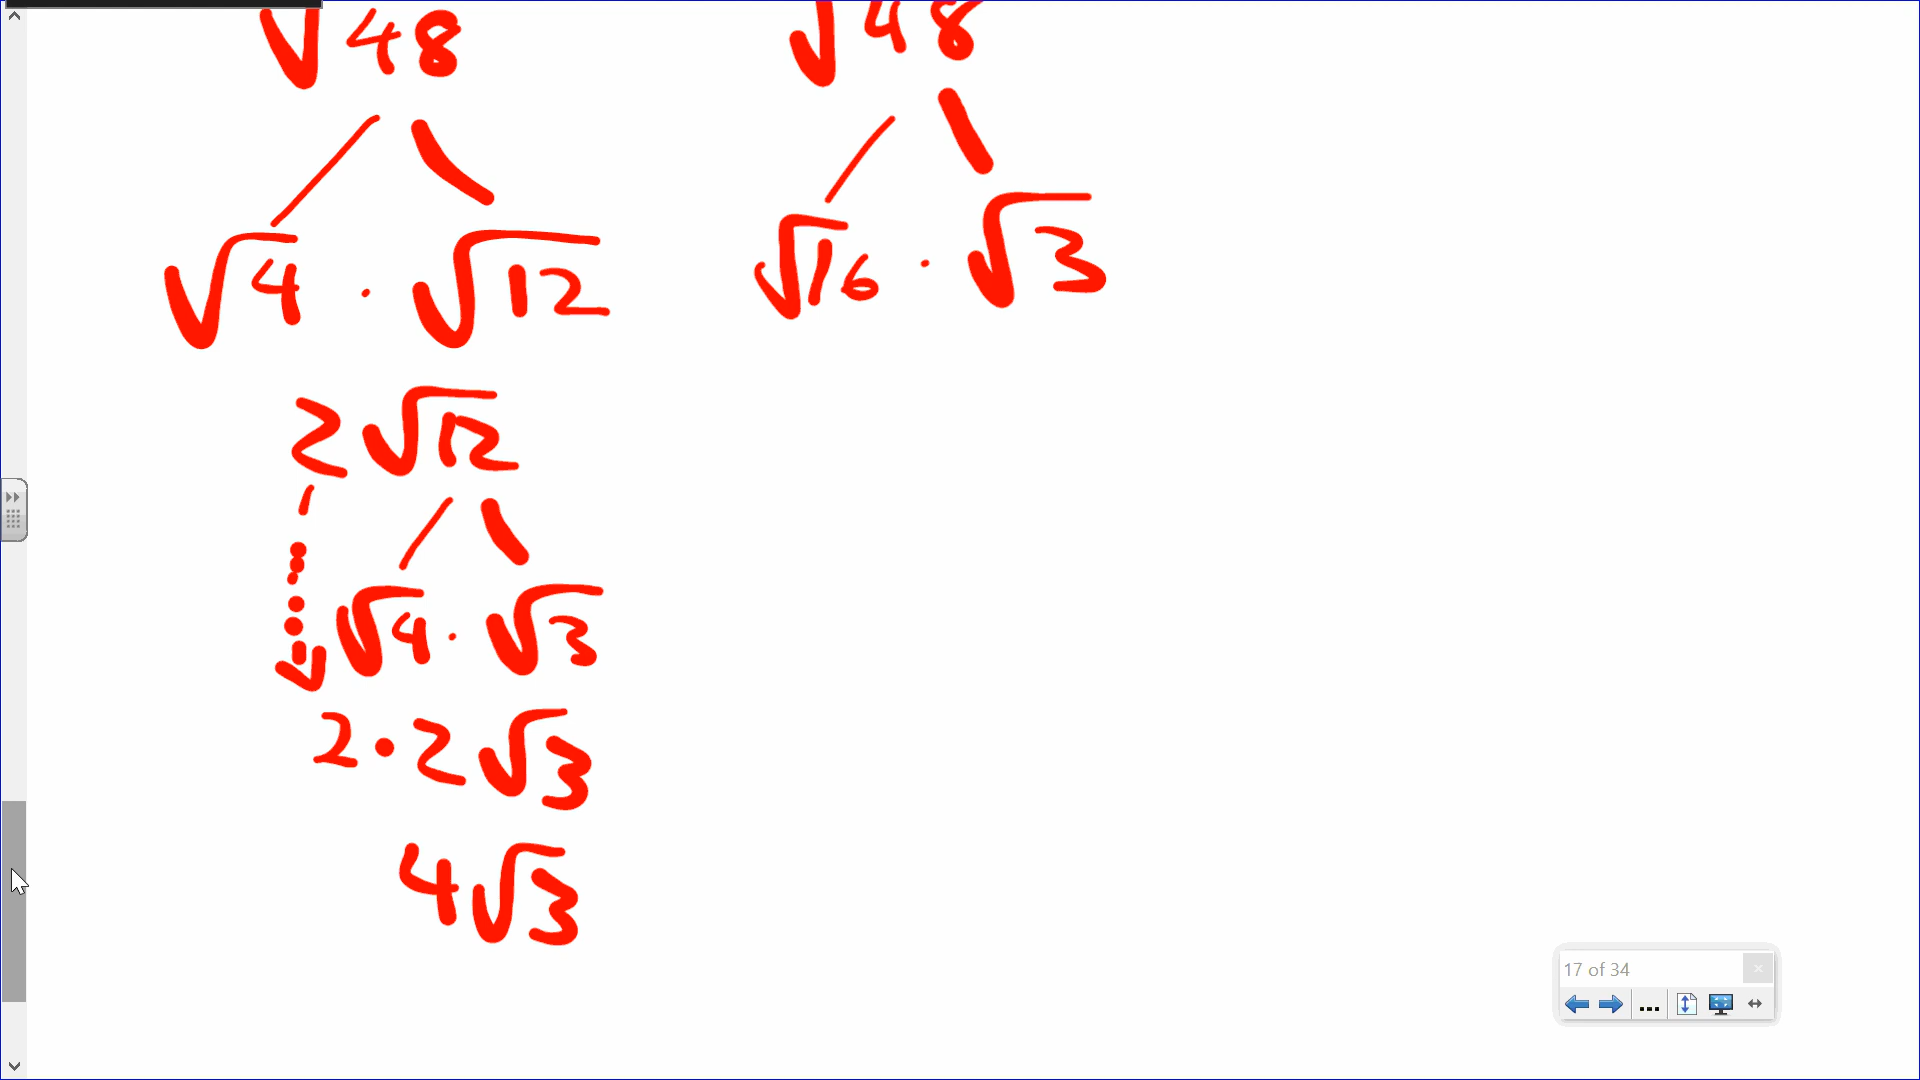 √48 √48
√4 · √12 √16 · √3
2√12
√4 · √3
2 · 2√3
4√3
17 of 34